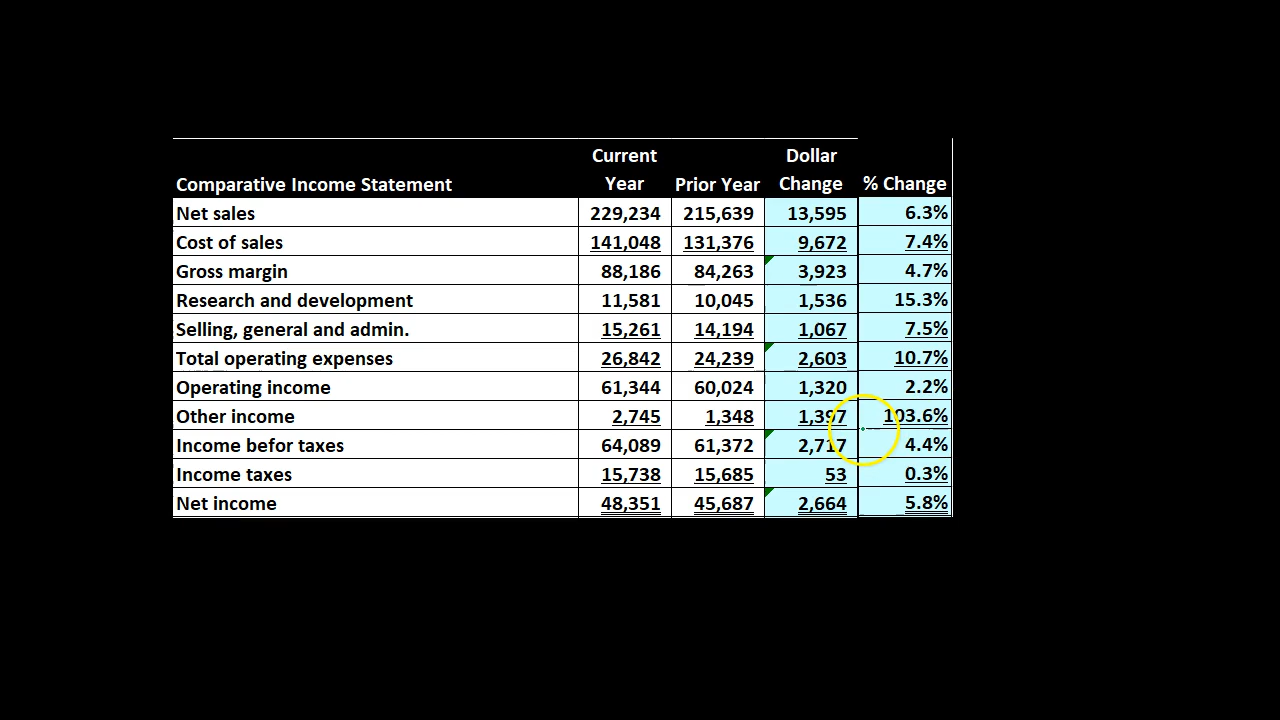 Current Dollar
Comparative Income Statement Year Prior Year Change % Change
Net sales 229,234 215,639 13,595 6.3%
Cost of sales 141,048 131,376 9,672 7.4%
Gross margin 88,186 84,263 3,923 4.7%
Research and development 11,581 10,045 1,536 15.3%
Selling, general and admin. 15,261 14,194 1,067 7.5%
Total operating expenses 26,842 24,239 2,603 10.7%
Operating income 61,344 60,024 1,320 2.2%
Other income 2,745 1,348 1,397 103.6%
Income befor taxes 64,089 61,372 2,717 4.4%
Income taxes 15,738 15,685 53 0.3%
Net income 48,351 45,687 2,664 5.8%